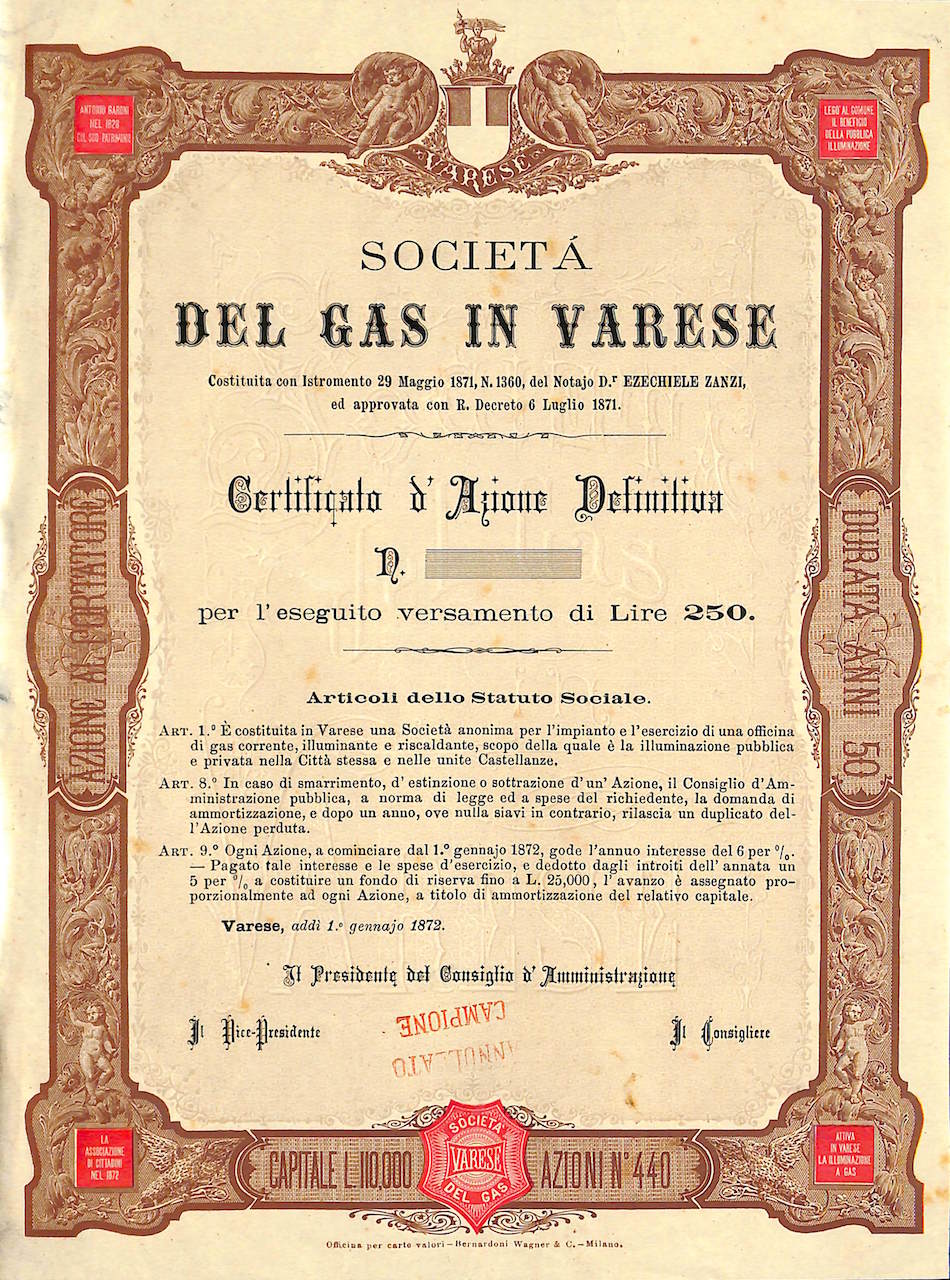 ANTONIO BARONI
NEL 1828
COL SUO PATRIMONIO
LEGO' AL COMUNE
IL BENEFICIO
DELLA PUBBLICA
ILLUMINAZIONE
VARESE
SOCIETÁ
DEL GAS IN VARESE
Costituita con Istromento 29 Maggio 1871, N. 1360, del Notajo D.r EZECHIELE ZANZI,
ed approvata con R. Decreto 6 Luglio 1871.
Certificato d' Azione Definitiva
N.
per l'eseguito versamento di Lire 250.
AZIONE AL PORTATORE
DURATA ANNI 50
Articoli dello Statuto Sociale.
ART. 1.º È costituita in Varese una Società anonima per l'impianto e l'esercizio di una officina
di gas corrente, illuminante e riscaldante, scopo della quale è la illuminazione pubblica
e privata nella Città stessa e nelle unite Castellanze.
ART. 8.º In caso di smarrimento, d' estinzione o sottrazione d'un' Azione, il Consiglio d'Am-
ministrazione pubblica, a norma di legge ed a spese del richiedente, la domanda di
ammortizzazione, e dopo un anno, ove nulla siavi in contrario, rilascia un duplicato del-
l'Azione perduta.
ART. 9.º Ogni Azione, a cominciare dal 1.º gennajo 1872, gode l'annuo interesse del 6 per %.
— Pagato tale interesse e le spese d'esercizio, e dedotto dagli introiti dell' annata un
5 per % a costituire un fondo di riserva fino a L. 25,000, l' avanzo è assegnato pro-
porzionalmente ad ogni Azione, a titolo di ammortizzazione del relativo capitale.
Varese, addì 1.º gennajo 1872.
Il Presidente del Consiglio d' Amministrazione
Il Vice-Presidente
Il Consigliere
CAMPIONE
ANNULLATO
LA
ASSOCIAZIONE
DI CITTADINI
NEL 1872
CAPITALE L. 110,000
SOCIETA'
VARESE
DEL GAS
AZIONI Nº 440
ATTIVA
IN VARESE
LA ILLUMINAZIONE
A GAS
Officina per carte valori — Bernardoni Wagner & C. — Milano.